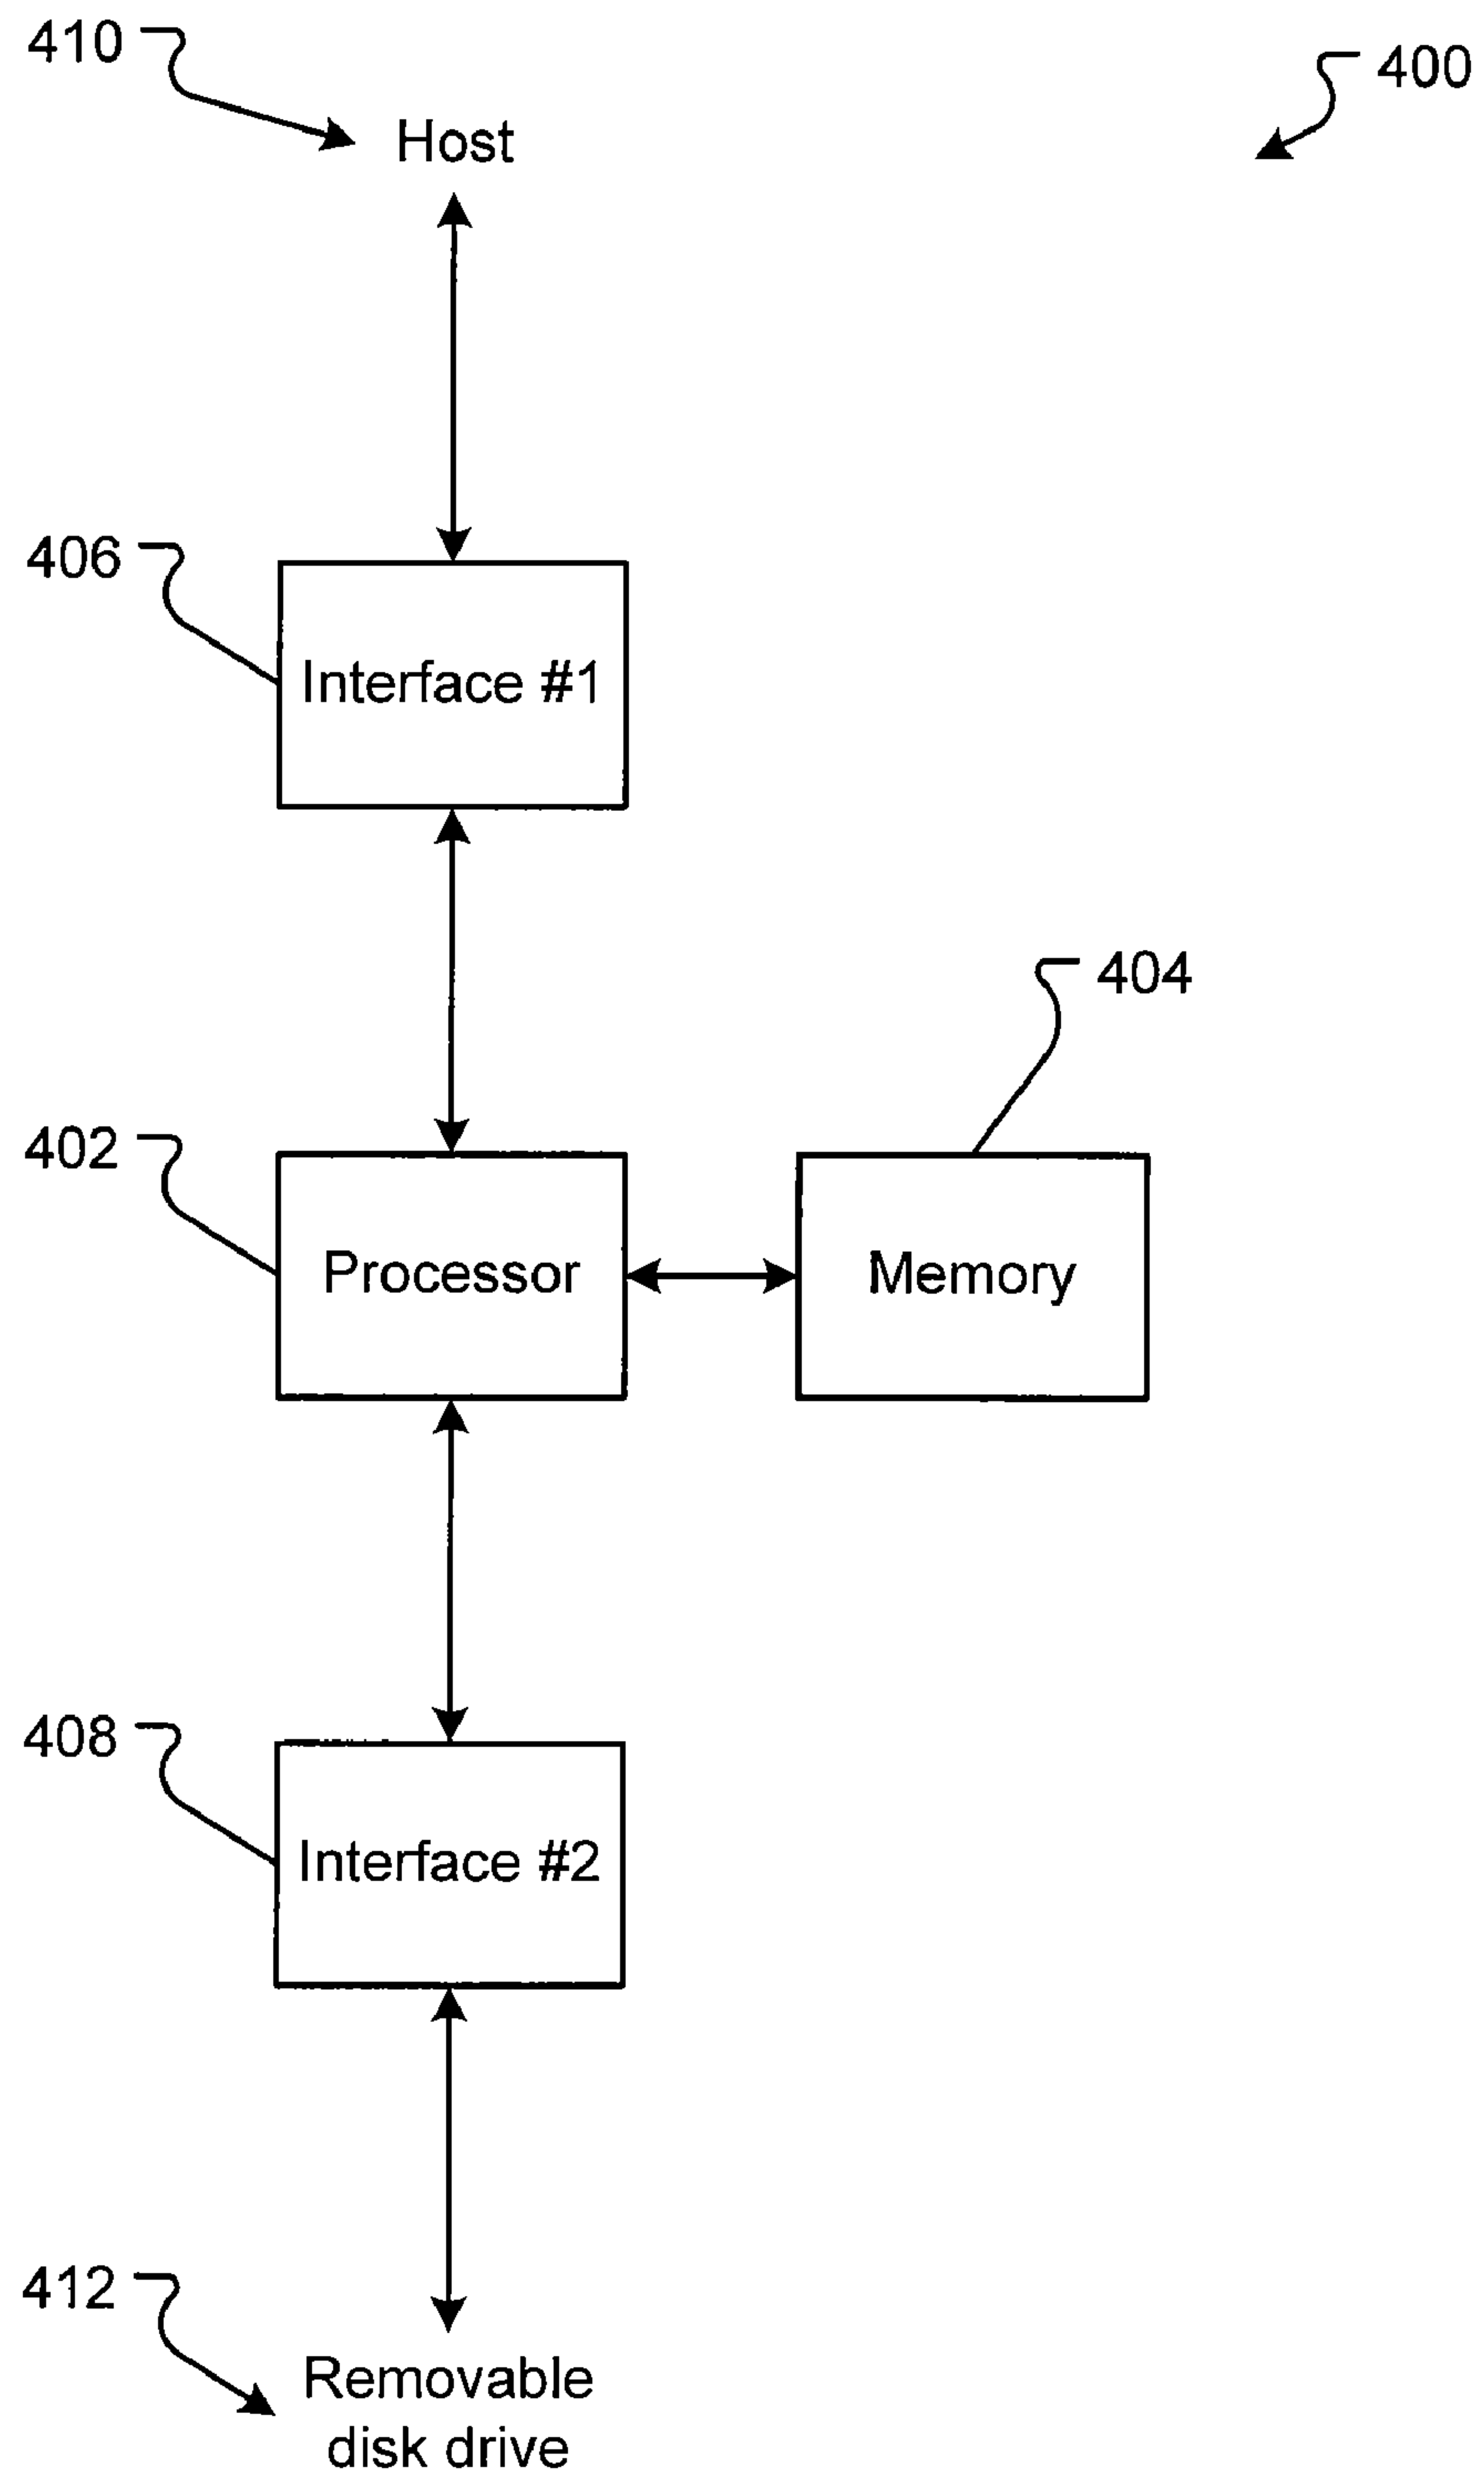 410
400
Host
406
Interface #1
404
402
Processor
Memory
408
Interface #2
412
Removable
disk drive